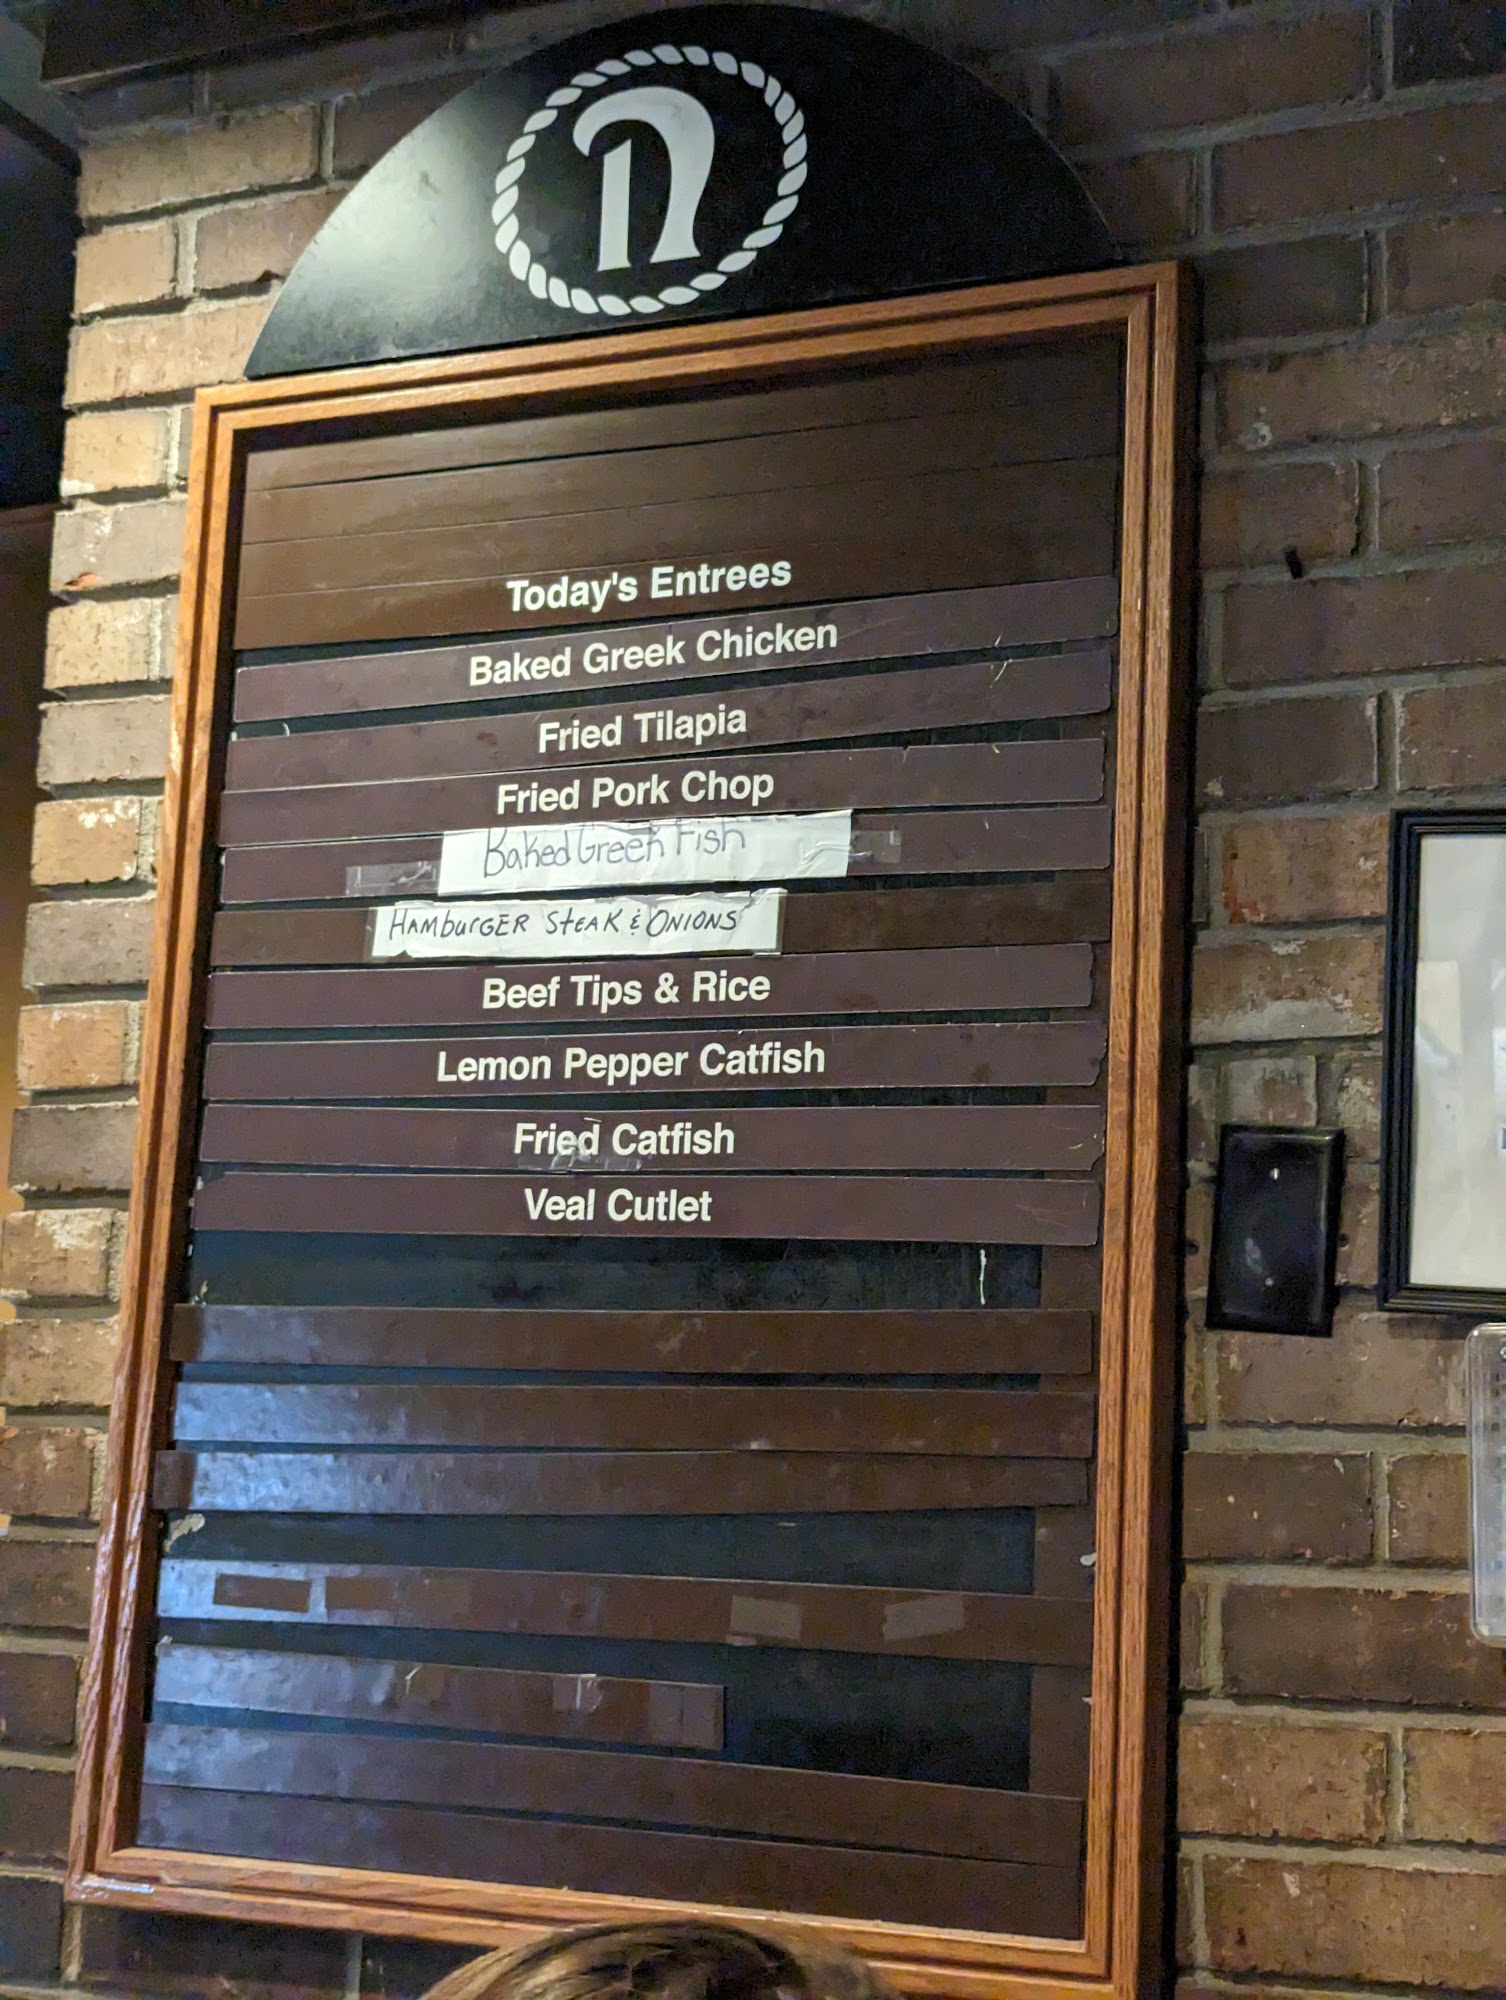 n
Today's Entrees
Baked Greek Chicken
Fried Tilapia
Fried Pork Chop
Baked Greek Fish
HAMBURGER STEAK & ONIONS
Beef Tips & Rice
Lemon Pepper Catfish
Fried Catfish
Veal Cutlet